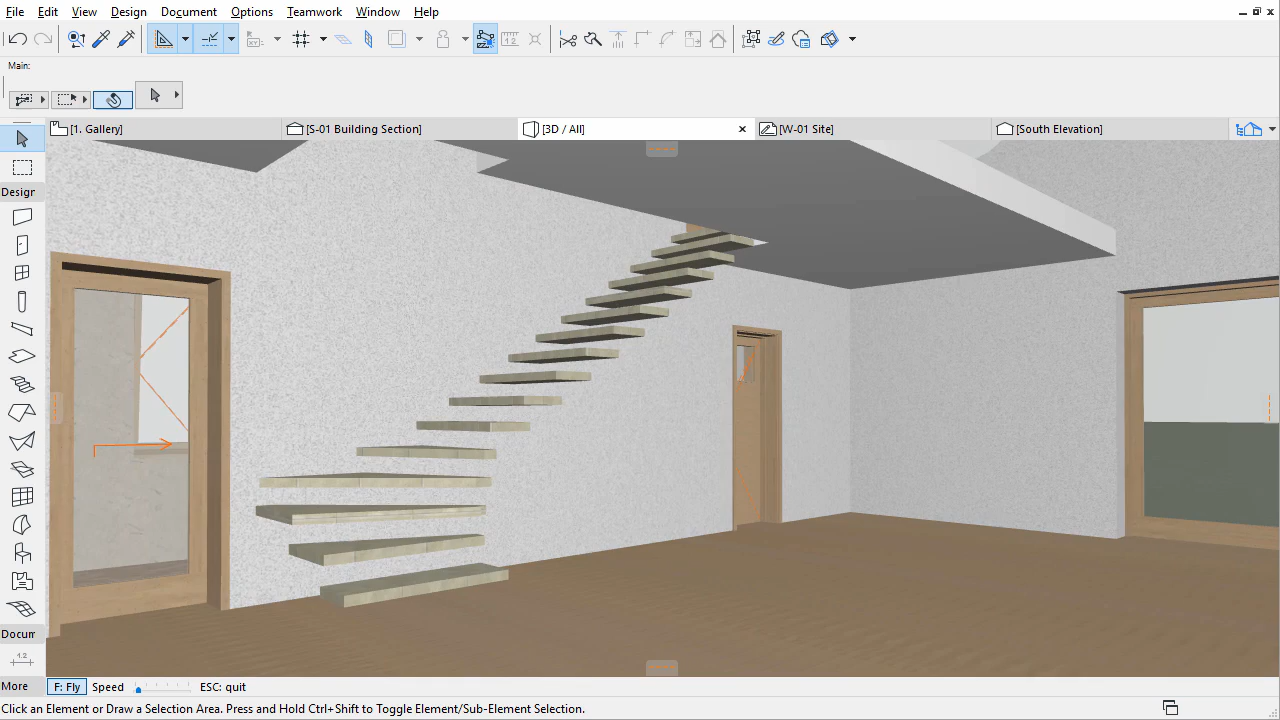 File Edit View Design Document Options Teamwork Window Help
Main:
[1. Gallery] [S-01 Building Section] [3D / All] [W-01 Site] [South Elevation]
Design
Docum
1.2
More F: Fly Speed ESC: quit
Click an Element or Draw a Selection Area. Press and Hold Ctrl+Shift to Toggle Element/Sub-Element Selection.